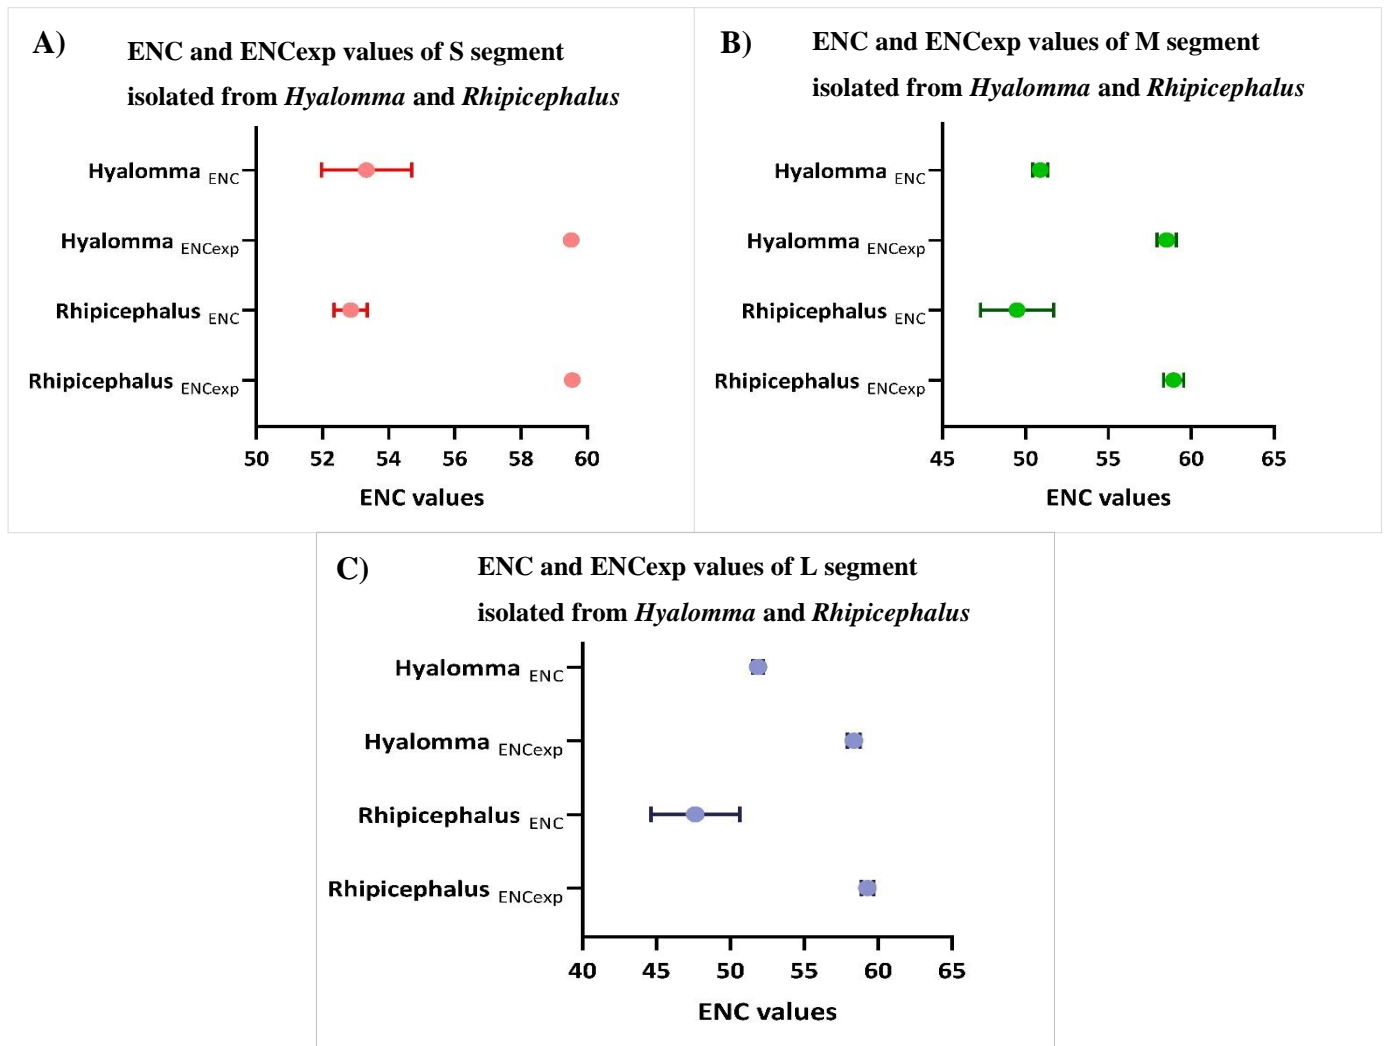 A)
ENC and ENCexp values of S segment
isolated from Hyalomma and Rhipicephalus
Hyalomma ENC
Hyalomma ENCexp
Rhipicephalus ENC
Rhipicephalus ENCexp
50 52 54 56 58 60
ENC values
B)
ENC and ENCexp values of M segment
isolated from Hyalomma and Rhipicephalus
Hyalomma ENC
Hyalomma ENCexp
Rhipicephalus ENC
Rhipicephalus ENCexp
45 50 55 60 65
ENC values
C)
ENC and ENCexp values of L segment
isolated from Hyalomma and Rhipicephalus
Hyalomma ENC
Hyalomma ENCexp
Rhipicephalus ENC
Rhipicephalus ENCexp
40 45 50 55 60 65
ENC values